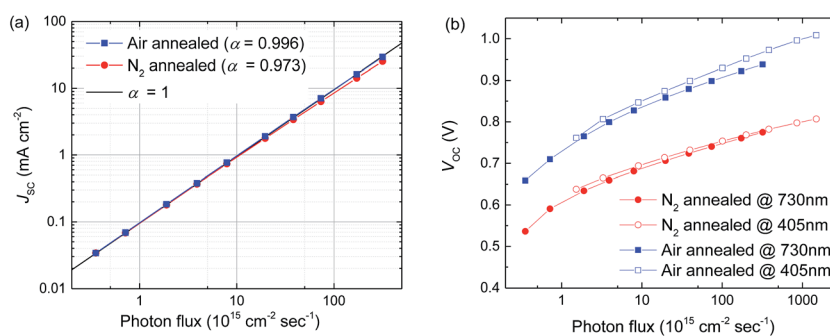 (a)
100
10
1
0.1
0.01
J_sc (mA cm⁻²)
Air annealed (α = 0.996)
N₂ annealed (α = 0.973)
α = 1
1
10
100
Photon flux (10¹⁵ cm⁻² sec⁻¹)
(b)
1.0
0.9
0.8
0.7
0.6
0.5
0.4
V_OC (V)
N₂ annealed @ 730nm
N₂ annealed @ 405nm
Air annealed @ 730nm
Air annealed @ 405nm
1
10
100
1000
Photon flux (10¹⁵ cm⁻² sec⁻¹)